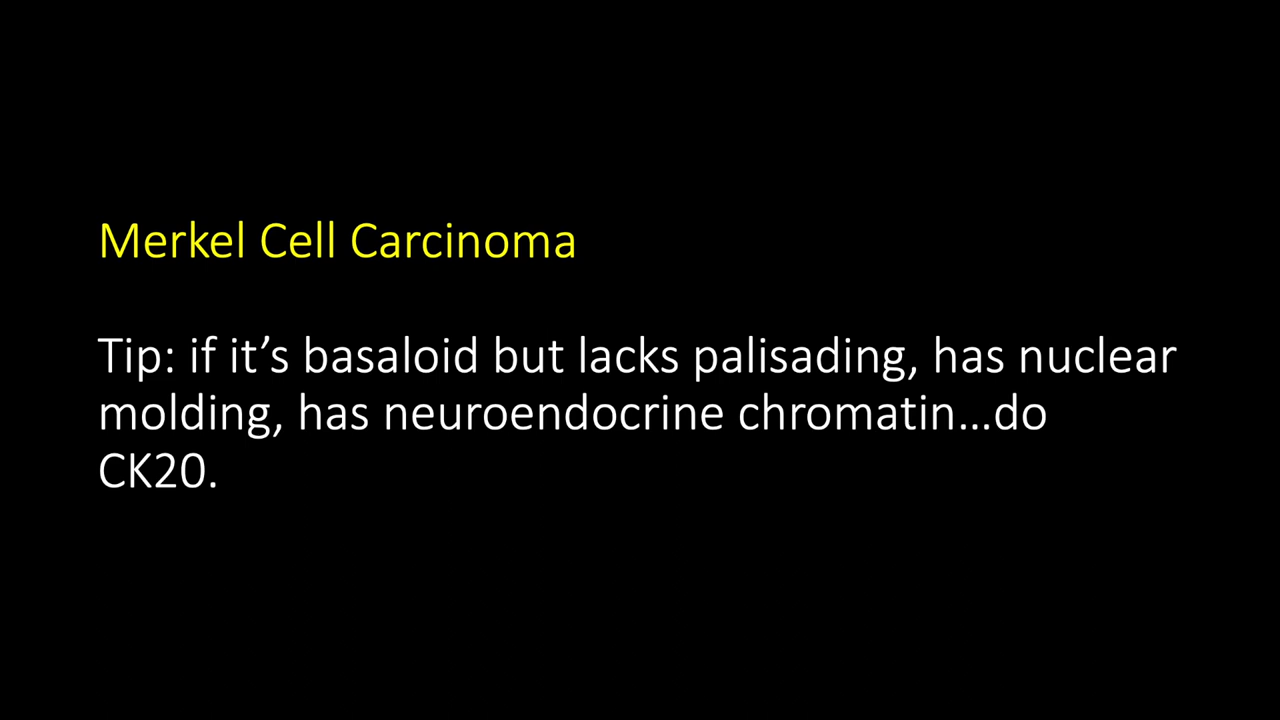 Merkel Cell Carcinoma
Tip: if it’s basaloid but lacks palisading, has nuclear
molding, has neuroendocrine chromatin…do
CK20.